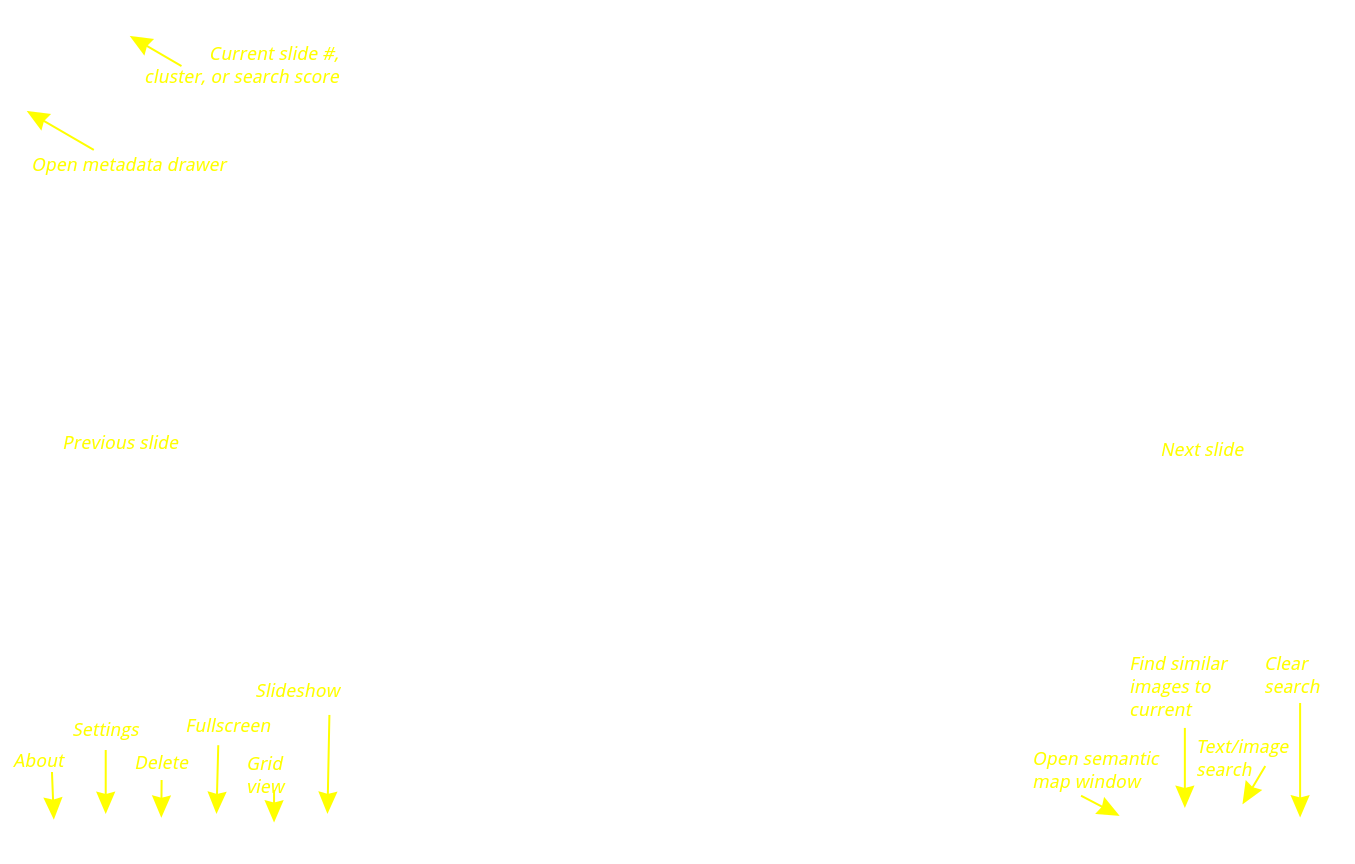 Current slide #,
cluster, or search score
Open metadata drawer
Previous slide
Next slide
Slideshow
Settings
Fullscreen
About
Delete
Grid
view
Find similar
images to
current
Clear
search
Open semantic
map window
Text/image
search